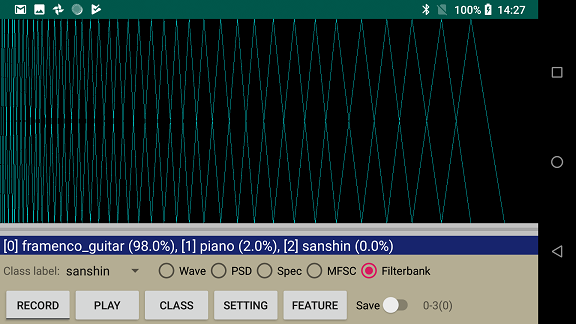 100% 14:27
[0] framenco_guitar (98.0%), [1] piano (2.0%), [2] sanshin (0.0%)
Class label: sanshin Wave PSD Spec MFSC Filterbank
RECORD PLAY CLASS SETTING FEATURE Save 0-3(0)